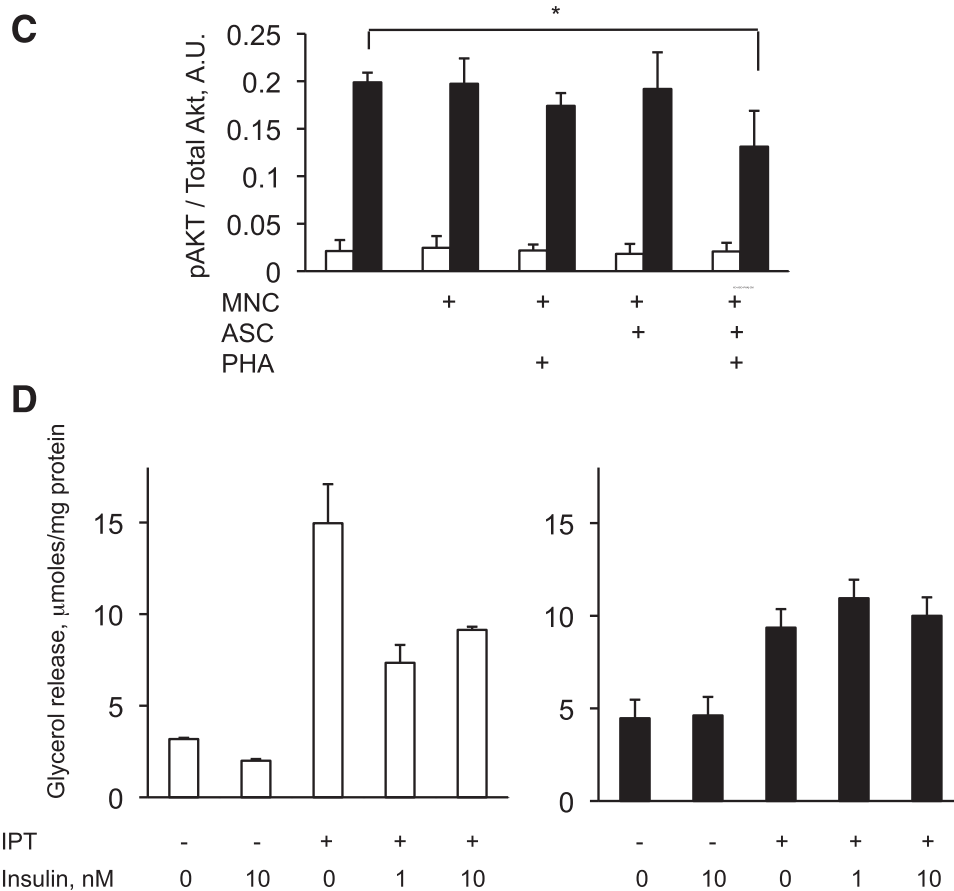 C
*
pAKT / Total Akt, A.U.
0.25
0.2
0.15
0.1
0.05
0
MNC + + + +
ASC + +
PHA + +
D
Glycerol release, μmoles/mg protein
15
10
5
0
15
10
5
0
IPT - - + + + - - + + +
Insulin, nM 0 10 0 1 10 0 10 0 1 10